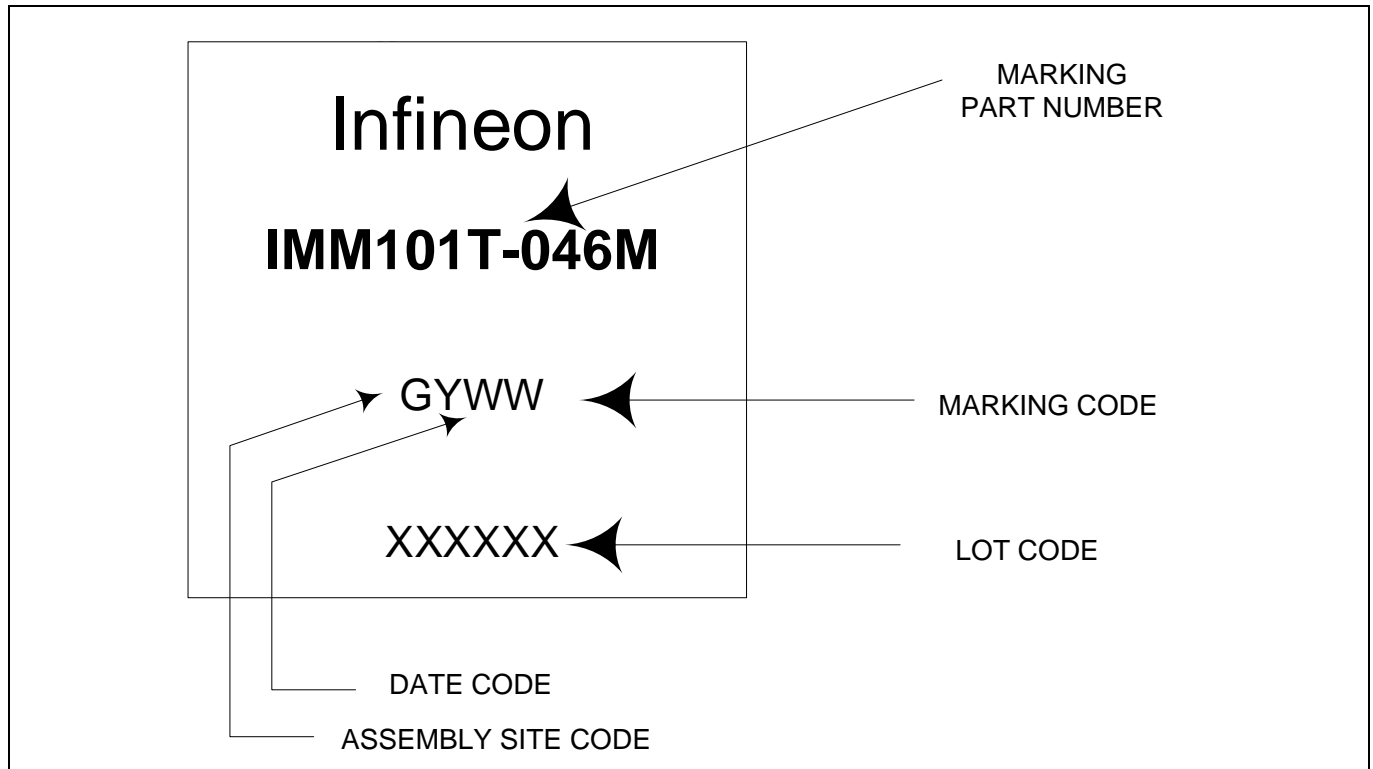 MARKING
PART NUMBER
Infineon
IMM101T-046M
GYWW
MARKING CODE
XXXXXX
LOT CODE
DATE CODE
ASSEMBLY SITE CODE